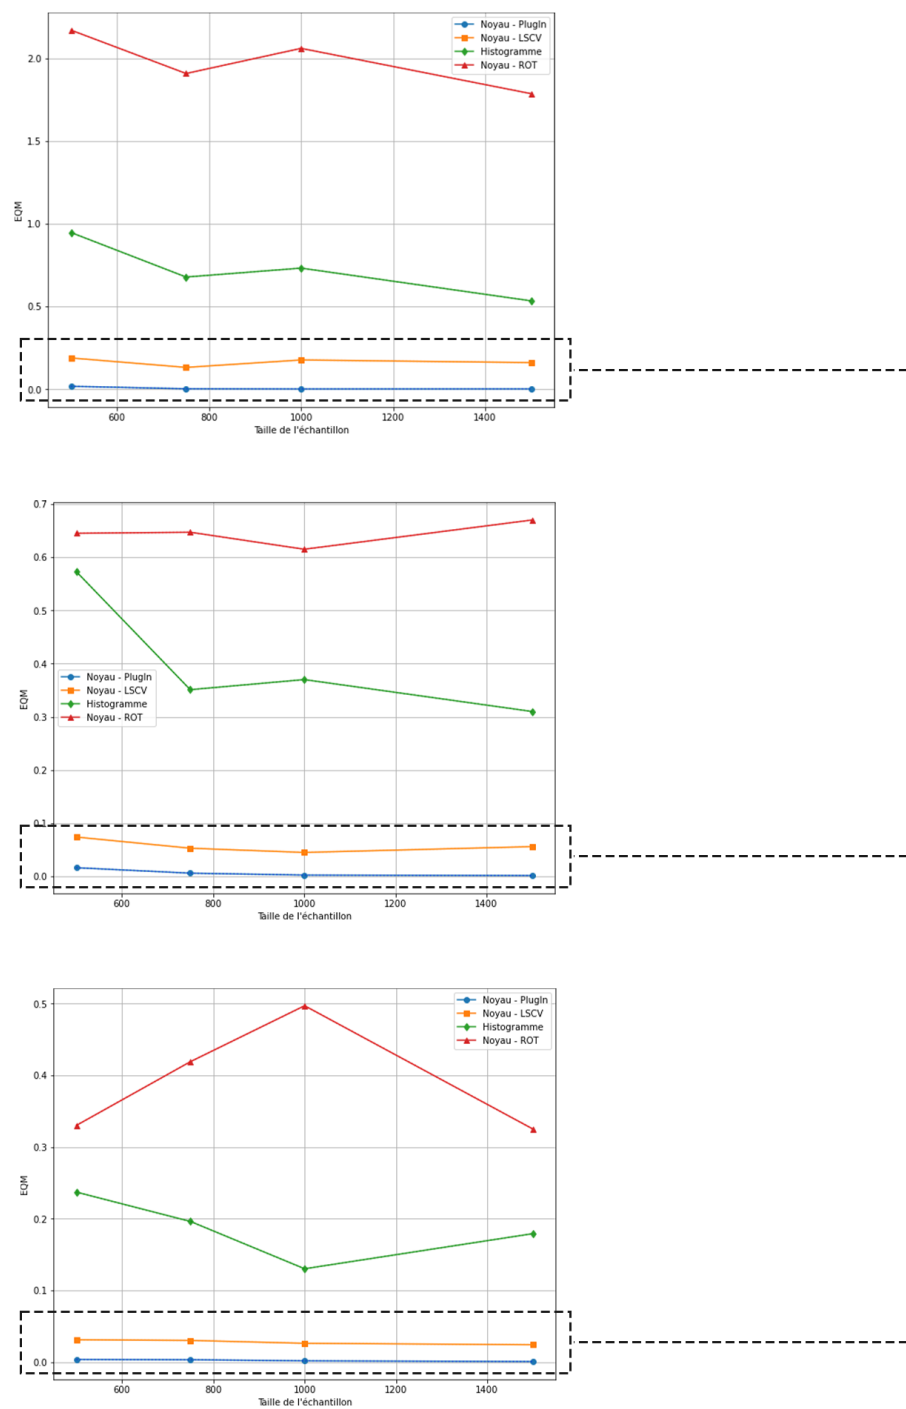 Noyau - PlugIn
Noyau - LSCV
Histogramme
Noyau - ROT
2.0
1.5
1.0
0.5
0.0
EQM
600 800 1000 1200 1400
Taille de l'échantillon
0.7
0.6
0.5
0.4
0.3
0.2
0.1
0.0
EQM
Noyau - PlugIn
Noyau - LSCV
Histogramme
Noyau - ROT
600 800 1000 1200 1400
Taille de l'échantillon
Noyau - PlugIn
Noyau - LSCV
Histogramme
Noyau - ROT
0.5
0.4
0.3
0.2
0.1
0.0
EQM
600 800 1000 1200 1400
Taille de l'échantillon